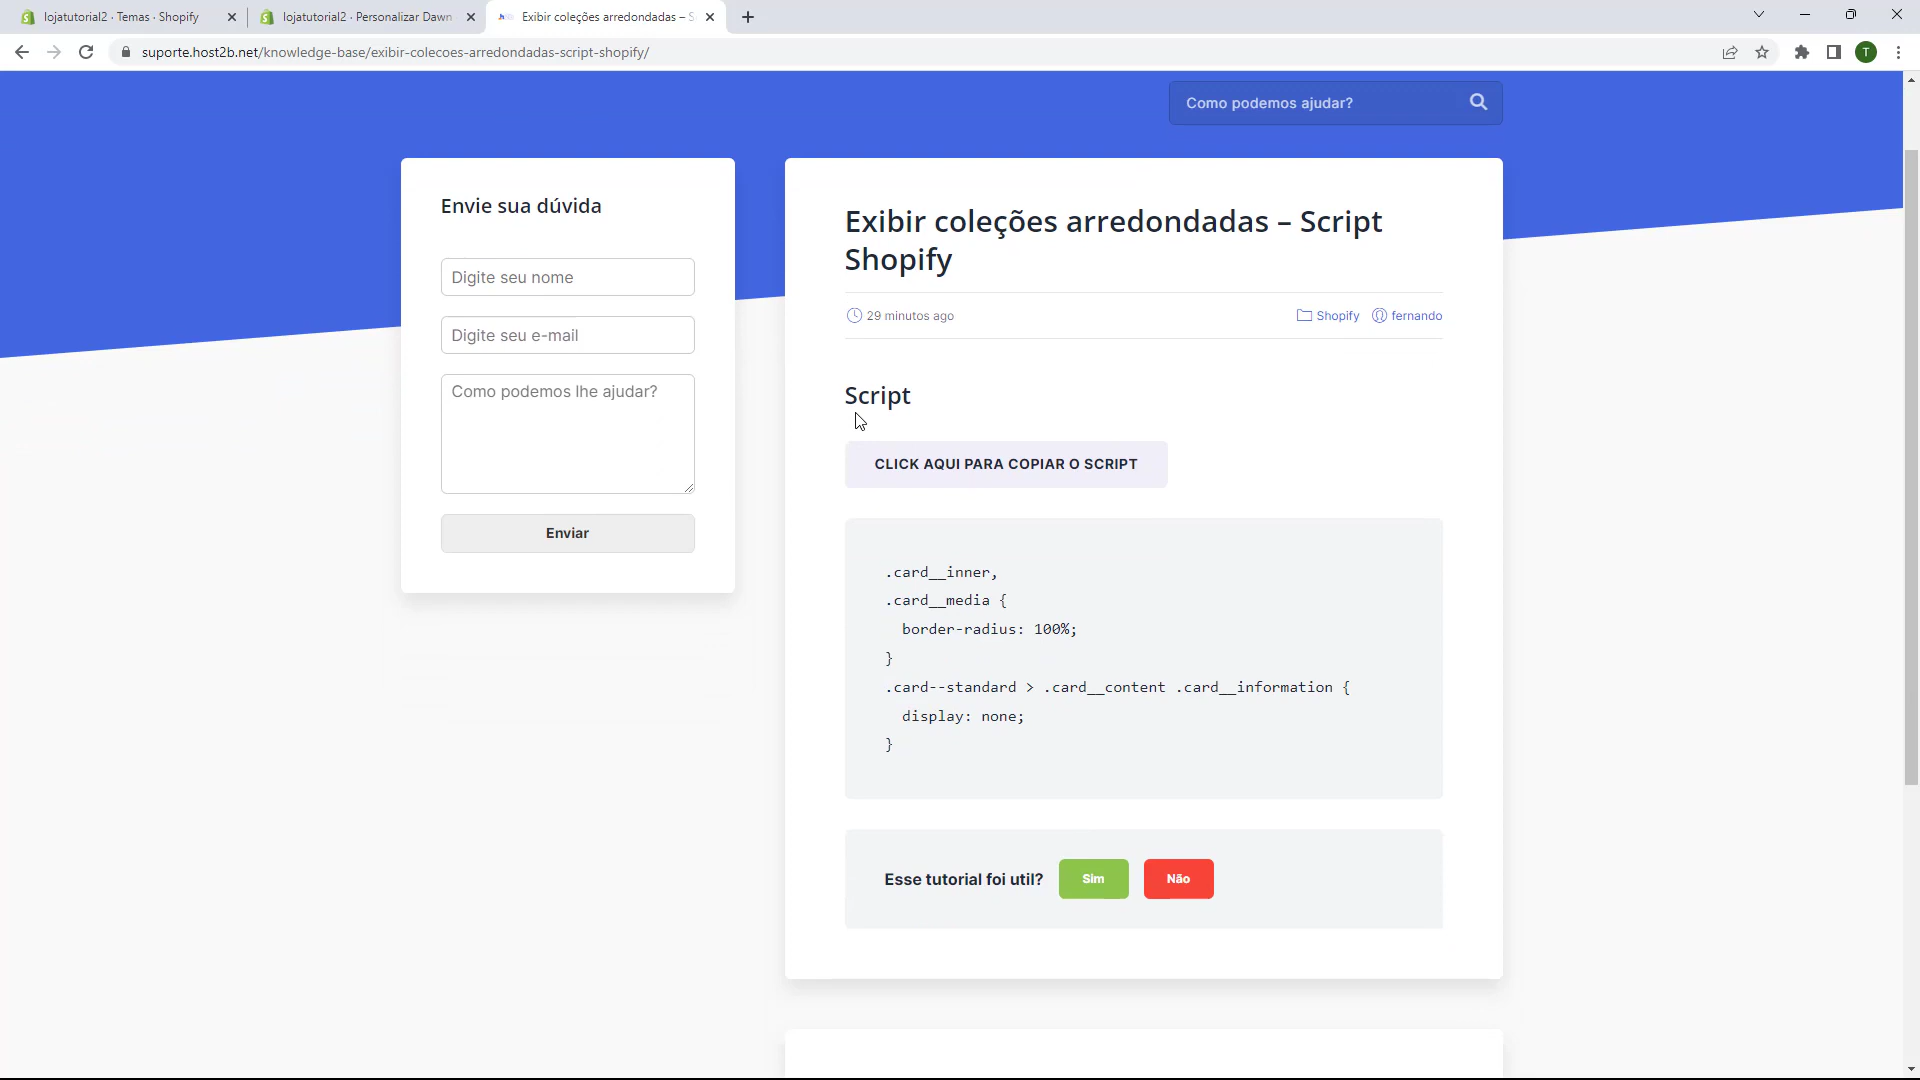 lojatutorial2 · Temas · Shopify
lojatutorial2 · Personalizar Dawn
Exibir coleções arredondadas – S
suporte.host2b.net/knowledge-base/exibir-colecoes-arredondadas-script-shopify/
T
Como podemos ajudar?
Envie sua dúvida
Digite seu nome
Digite seu e-mail
Como podemos lhe ajudar?
Enviar
Exibir coleções arredondadas – Script
Shopify
29 minutos ago
Shopify
fernando
Script
CLICK AQUI PARA COPIAR O SCRIPT
.card__inner,
.card__media {
border-radius: 100%;
}
.card--standard > .card__content .card__information {
display: none;
}
Esse tutorial foi util?
Sim
Não